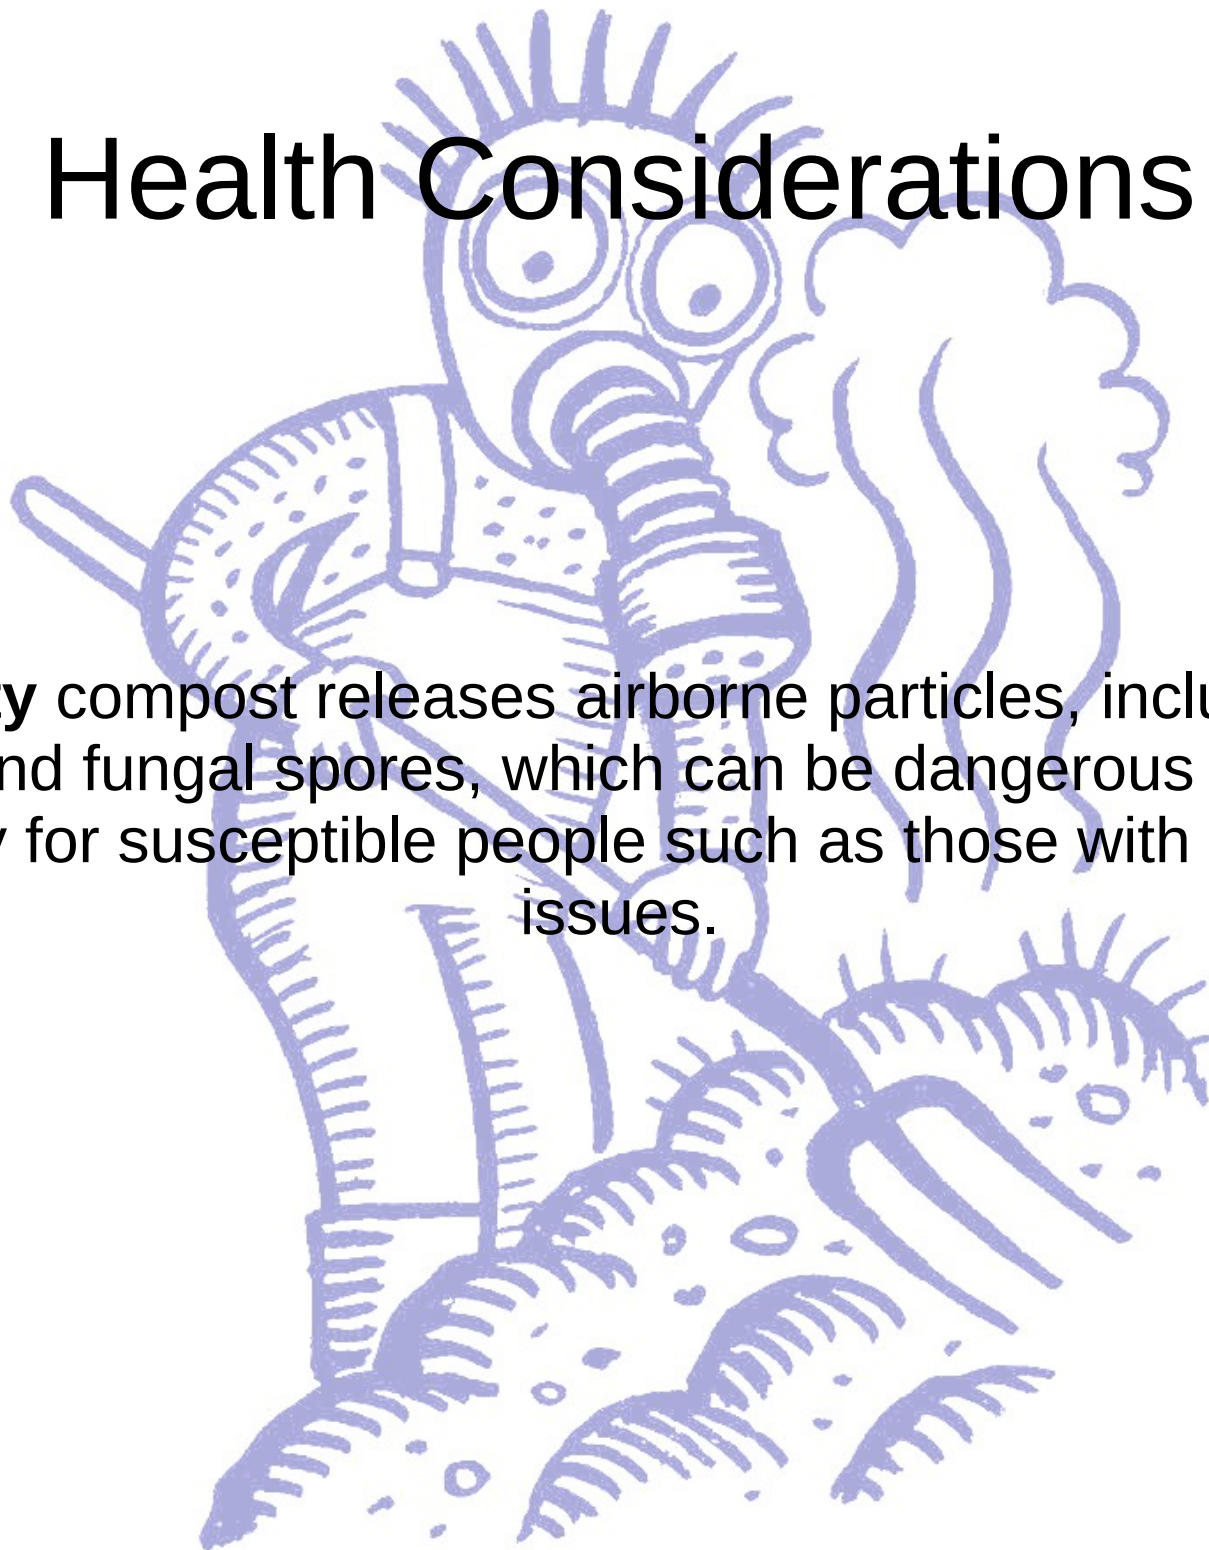 Health Considerations
ty compost releases airborne particles, inclu
nd fungal spores, which can be dangerous
for susceptible people such as those with
issues.